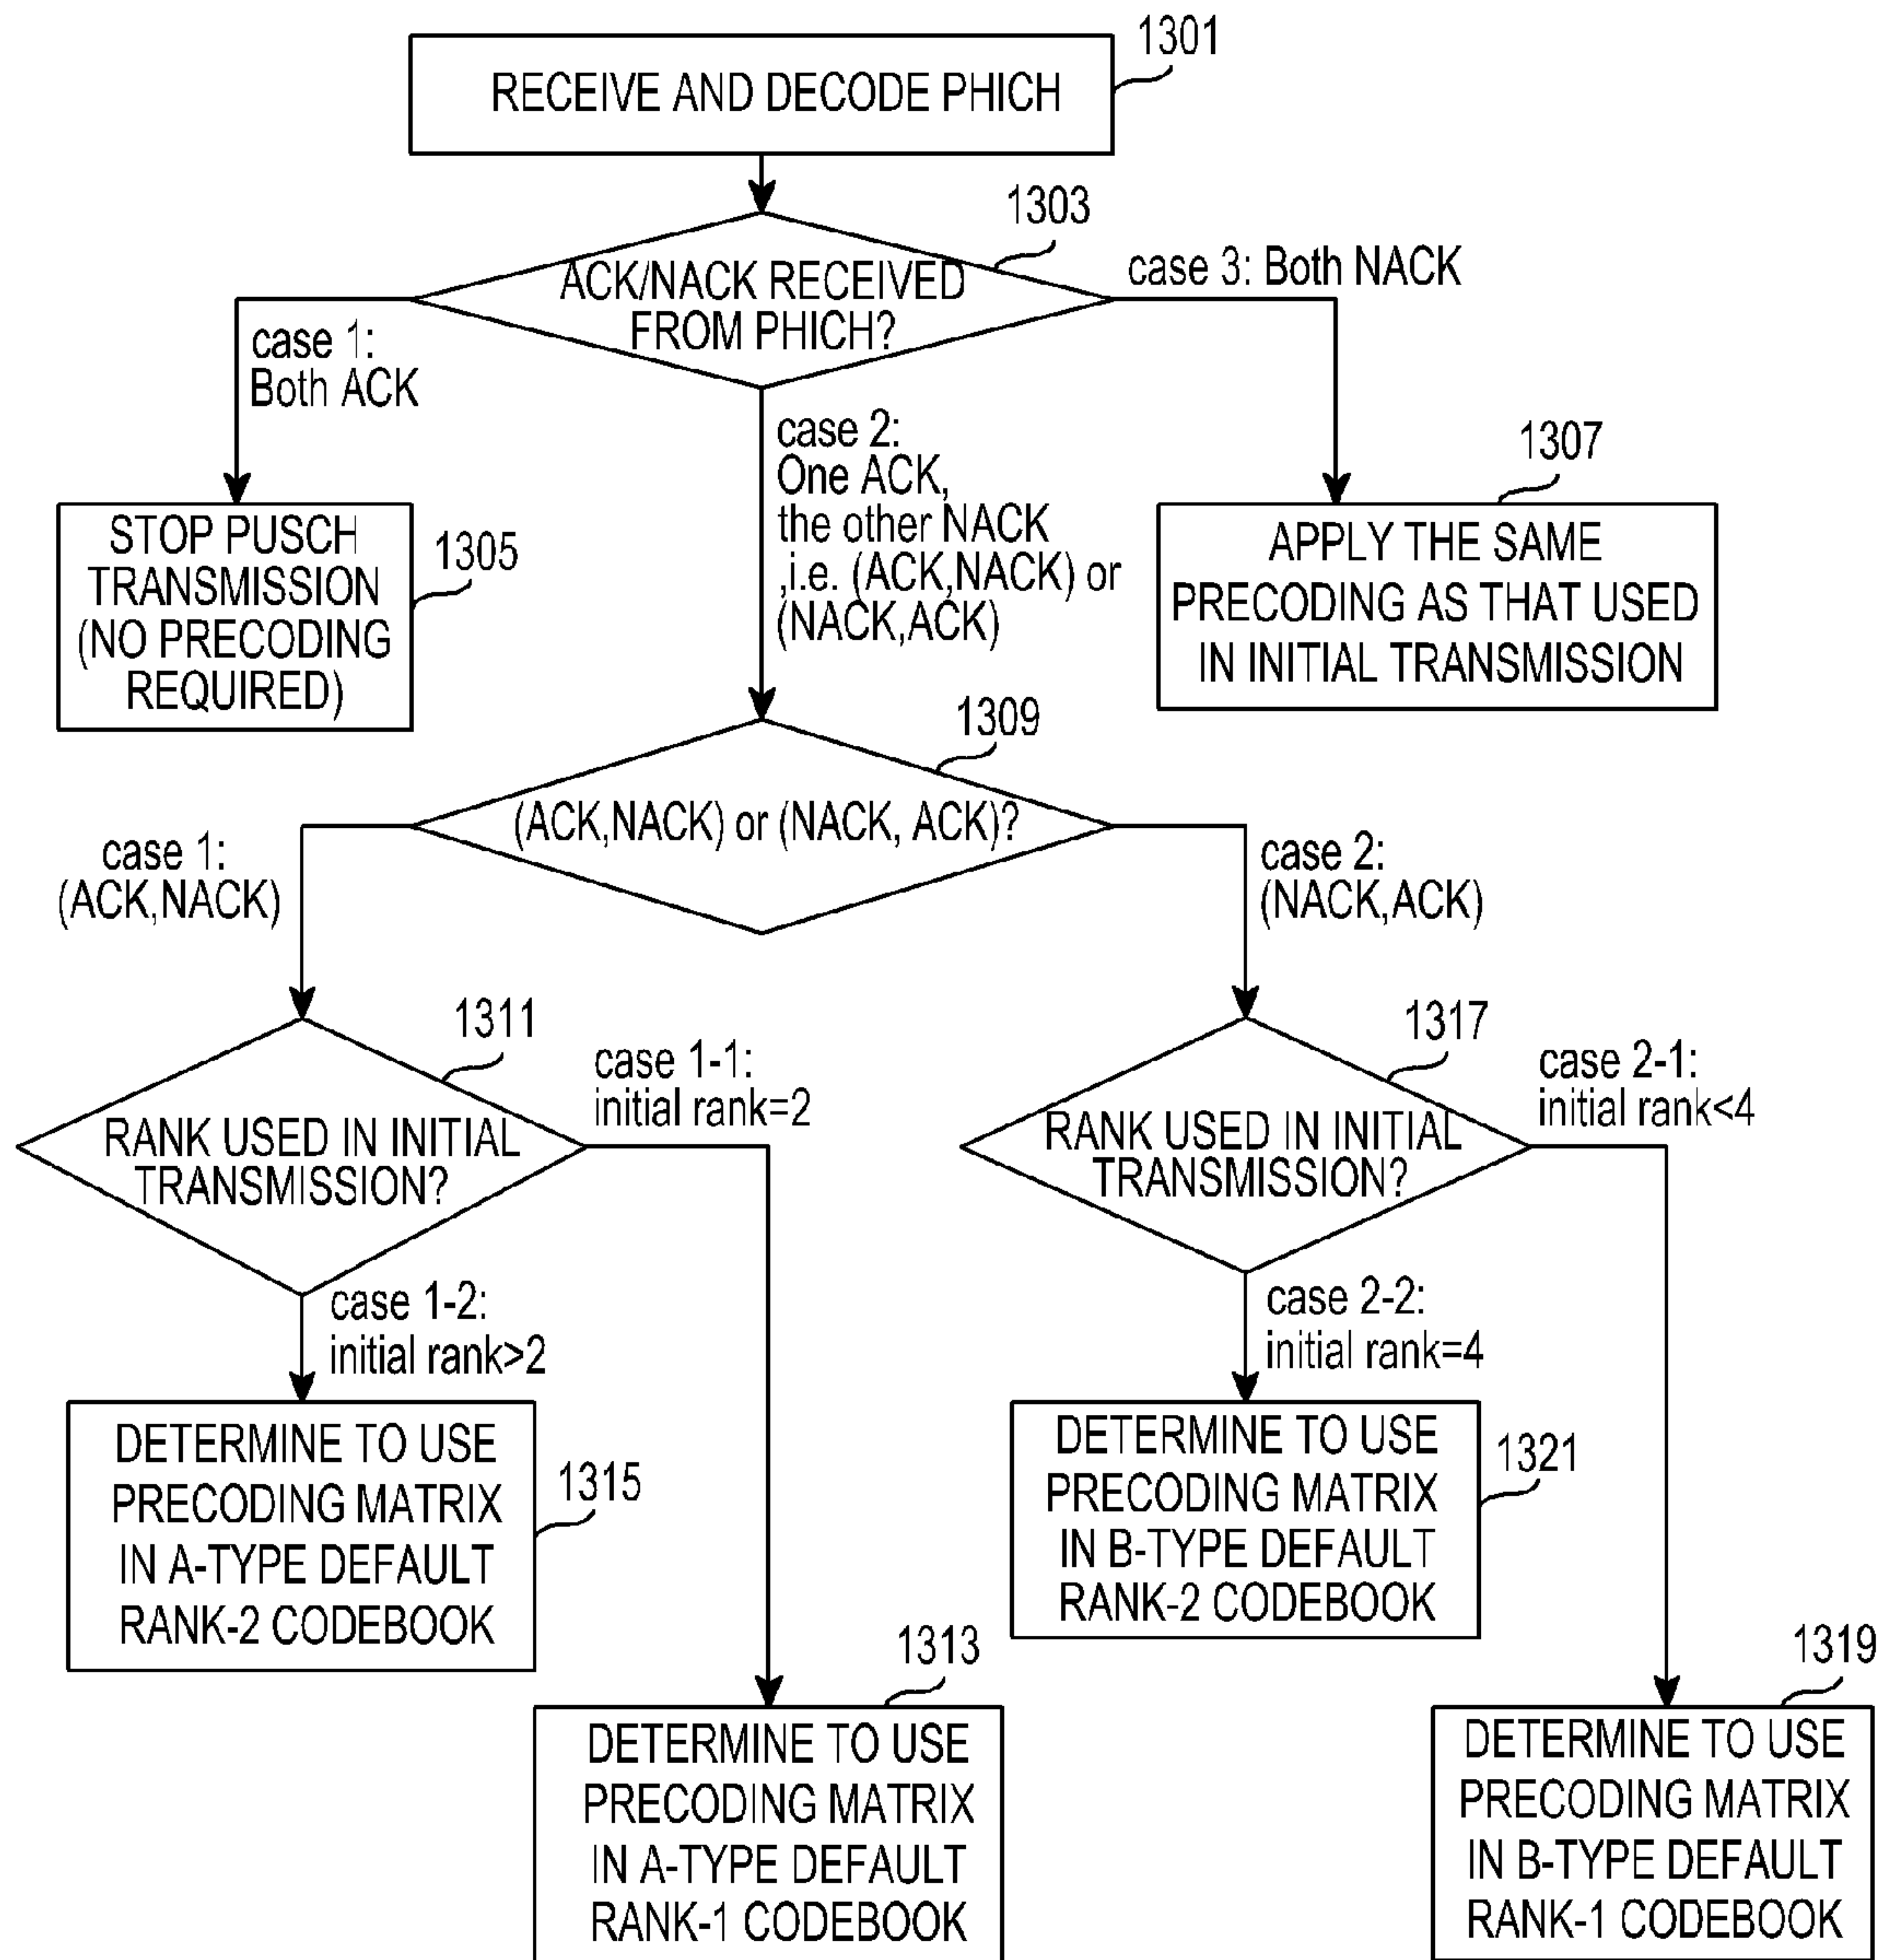 1301
RECEIVE AND DECODE PHICH
1303
ACK/NACK RECEIVED
FROM PHICH?
case 3: Both NACK
case 1:
Both ACK
case 2:
One ACK,
the other NACK
,i.e. (ACK,NACK) or
(NACK,ACK)
1305
STOP PUSCH
TRANSMISSION
(NO PRECODING
REQUIRED)
1307
APPLY THE SAME
PRECODING AS THAT USED
IN INITIAL TRANSMISSION
1309
(ACK,NACK) or (NACK, ACK)?
case 1:
(ACK,NACK)
case 2:
(NACK,ACK)
1311
RANK USED IN INITIAL
TRANSMISSION?
case 1-1:
initial rank=2
case 1-2:
initial rank>2
1317
RANK USED IN INITIAL
TRANSMISSION?
case 2-1:
initial rank<4
case 2-2:
initial rank=4
DETERMINE TO USE
PRECODING MATRIX
IN A-TYPE DEFAULT
RANK-2 CODEBOOK
1315
DETERMINE TO USE
PRECODING MATRIX
IN B-TYPE DEFAULT
RANK-2 CODEBOOK
1321
1313
DETERMINE TO USE
PRECODING MATRIX
IN A-TYPE DEFAULT
RANK-1 CODEBOOK
1319
DETERMINE TO USE
PRECODING MATRIX
IN B-TYPE DEFAULT
RANK-1 CODEBOOK